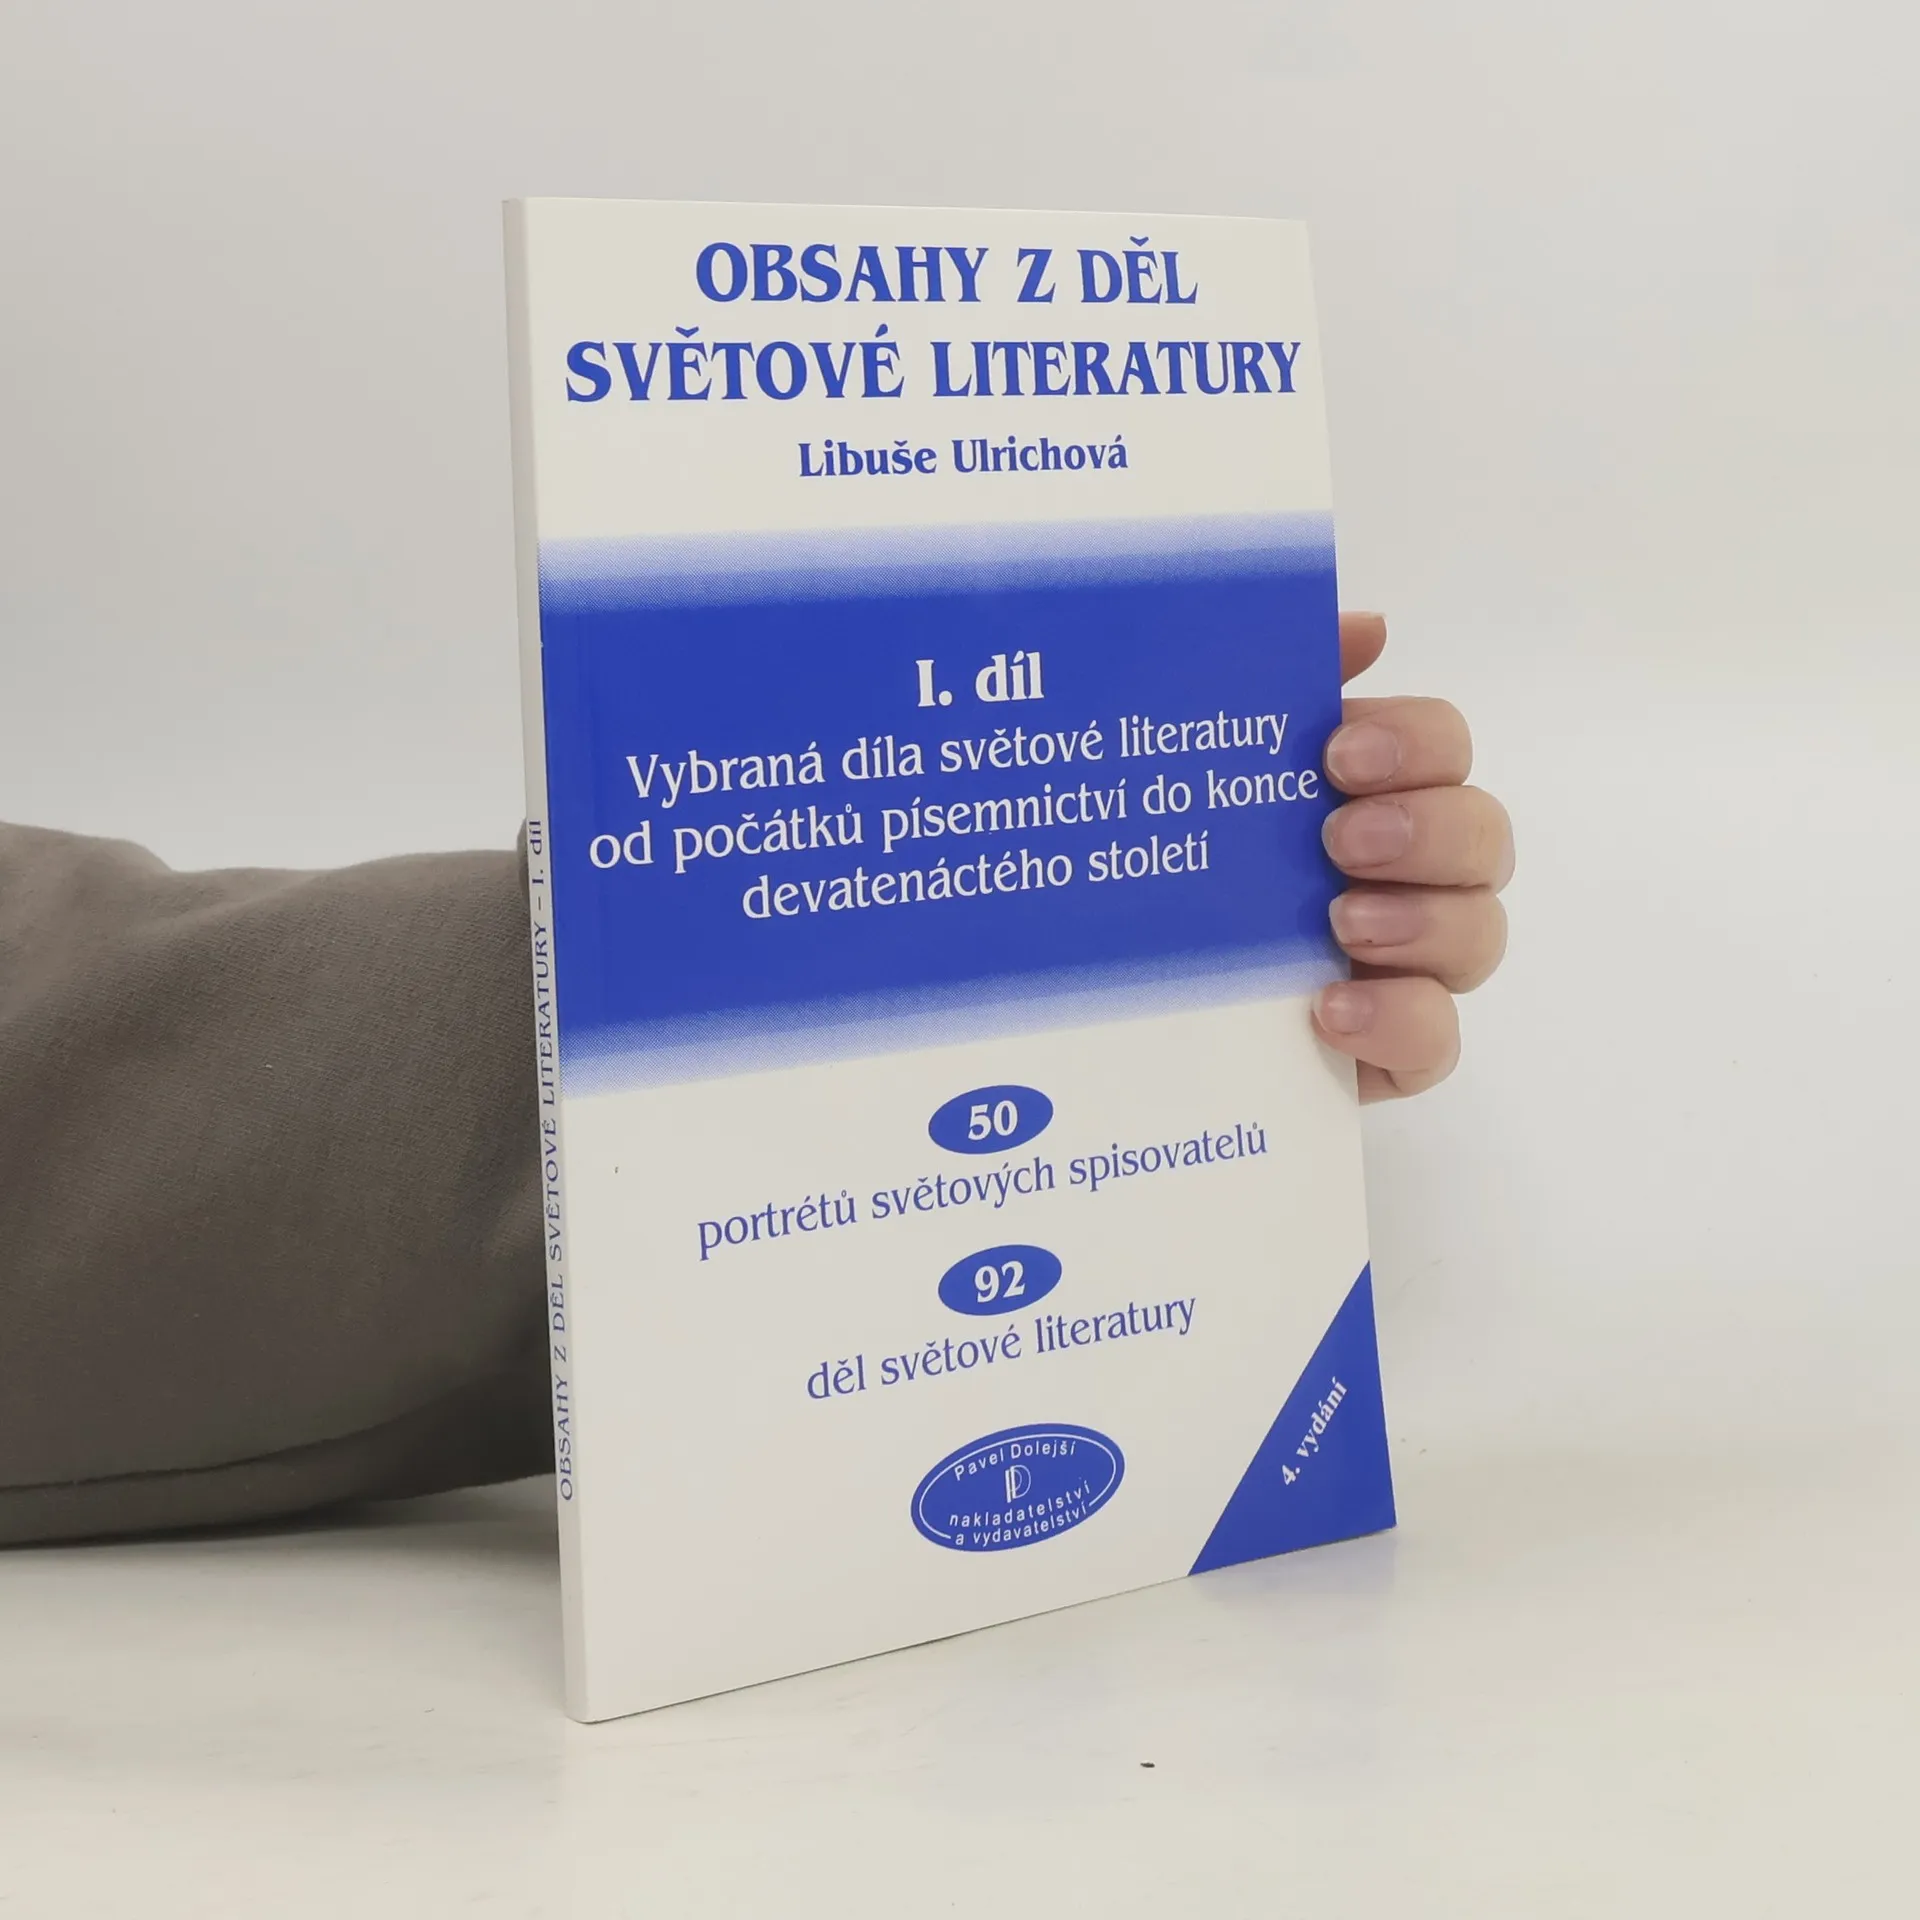 OBSAHY Z DĚL
SVĚTOVÉ LITERATURY
Libuše Ulrichová
I. díl
Vybraná díla světové literatury
od počátků písemnictví do konce
devatenáctého století
50
portrétů světových spisovatelů
92
děl světové literatury
Pavel Dolejší
PD
nakladatelství
a vydavatelství
4. vydání
OBSAHY Z DĚL SVĚTOVÉ LITERATURY – I. díl